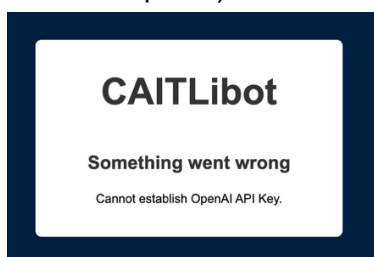 CAITLibot
Something went wrong
Cannot establish OpenAI API Key.